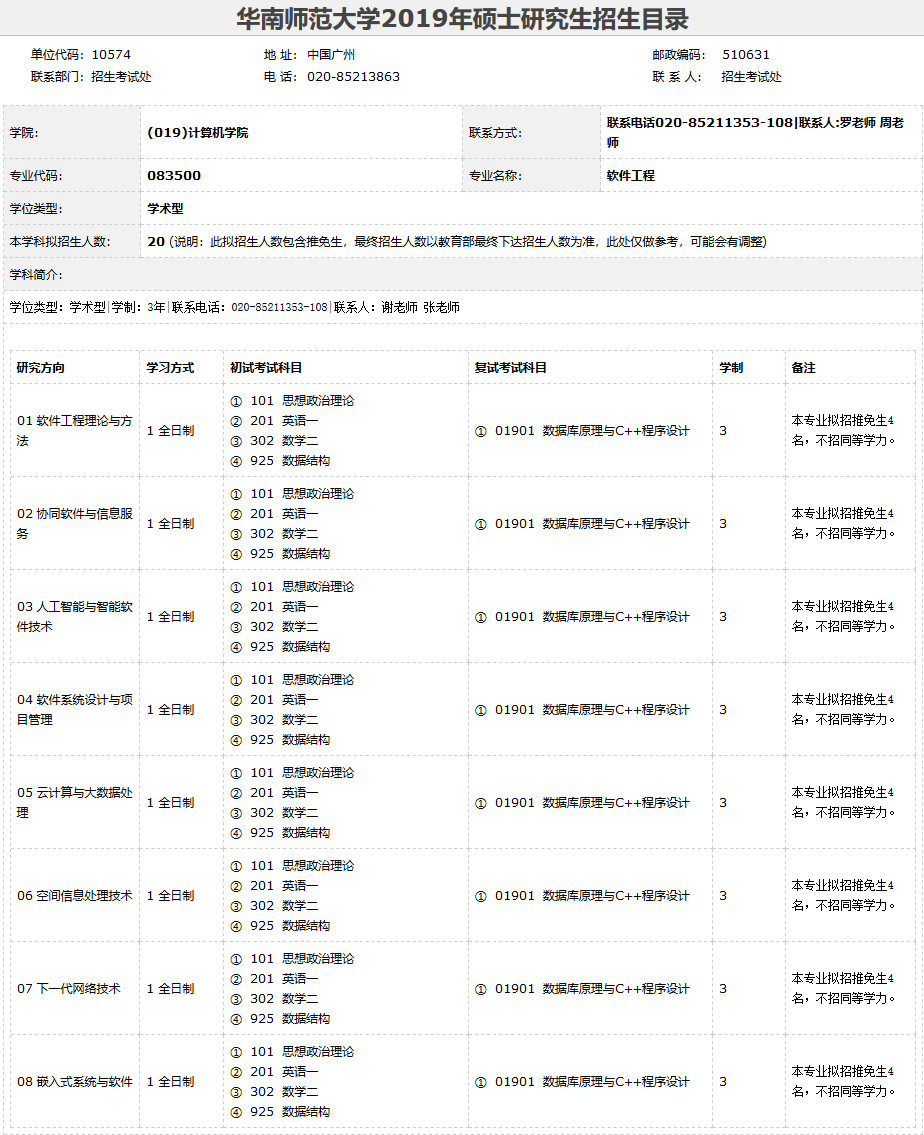 华南师范大学2019年硕士研究生招生目录
单位代码：10574 地 址：中国广州 邮政编码： 510631
联系部门：招生考试处 电 话：020-85213863 联 系 人： 招生考试处
学院： (019)计算机学院 联系方式： 联系电话020-85211353-108|联系人:罗老师 周老
师
专业代码： 083500 专业名称： 软件工程
学位类型： 学术型
本学科拟招生人数： 20 (说明：此拟招生人数包含推免生，最终招生人数以教育部最终下达招生人数为准，此处仅做参考，可能会有调整)
学科简介：
学位类型：学术型|学制：3年|联系电话：020-85211353-108|联系人：谢老师 张老师
研究方向 学习方式 初试考试科目 复试考试科目 学制 备注
01 软件工程理论与方
法
1 全日制
① 101 思想政治理论
② 201 英语一
③ 302 数学二
④ 925 数据结构
① 01901 数据库原理与C++程序设计
3
本专业拟招推免生4
名，不招同等学力。
02 协同软件与信息服
务
1 全日制
① 101 思想政治理论
② 201 英语一
③ 302 数学二
④ 925 数据结构
① 01901 数据库原理与C++程序设计
3
本专业拟招推免生4
名，不招同等学力。
03 人工智能与智能软
件技术
1 全日制
① 101 思想政治理论
② 201 英语一
③ 302 数学二
④ 925 数据结构
① 01901 数据库原理与C++程序设计
3
本专业拟招推免生4
名，不招同等学力。
04 软件系统设计与项
目管理
1 全日制
① 101 思想政治理论
② 201 英语一
③ 302 数学二
④ 925 数据结构
① 01901 数据库原理与C++程序设计
3
本专业拟招推免生4
名，不招同等学力。
05 云计算与大数据处
理
1 全日制
① 101 思想政治理论
② 201 英语一
③ 302 数学二
④ 925 数据结构
① 01901 数据库原理与C++程序设计
3
本专业拟招推免生4
名，不招同等学力。
06 空间信息处理技术
1 全日制
① 101 思想政治理论
② 201 英语一
③ 302 数学二
④ 925 数据结构
① 01901 数据库原理与C++程序设计
3
本专业拟招推免生4
名，不招同等学力。
07 下一代网络技术
1 全日制
① 101 思想政治理论
② 201 英语一
③ 302 数学二
④ 925 数据结构
① 01901 数据库原理与C++程序设计
3
本专业拟招推免生4
名，不招同等学力。
08 嵌入式系统与软件
1 全日制
① 101 思想政治理论
② 201 英语一
③ 302 数学二
④ 925 数据结构
① 01901 数据库原理与C++程序设计
3
本专业拟招推免生4
名，不招同等学力。